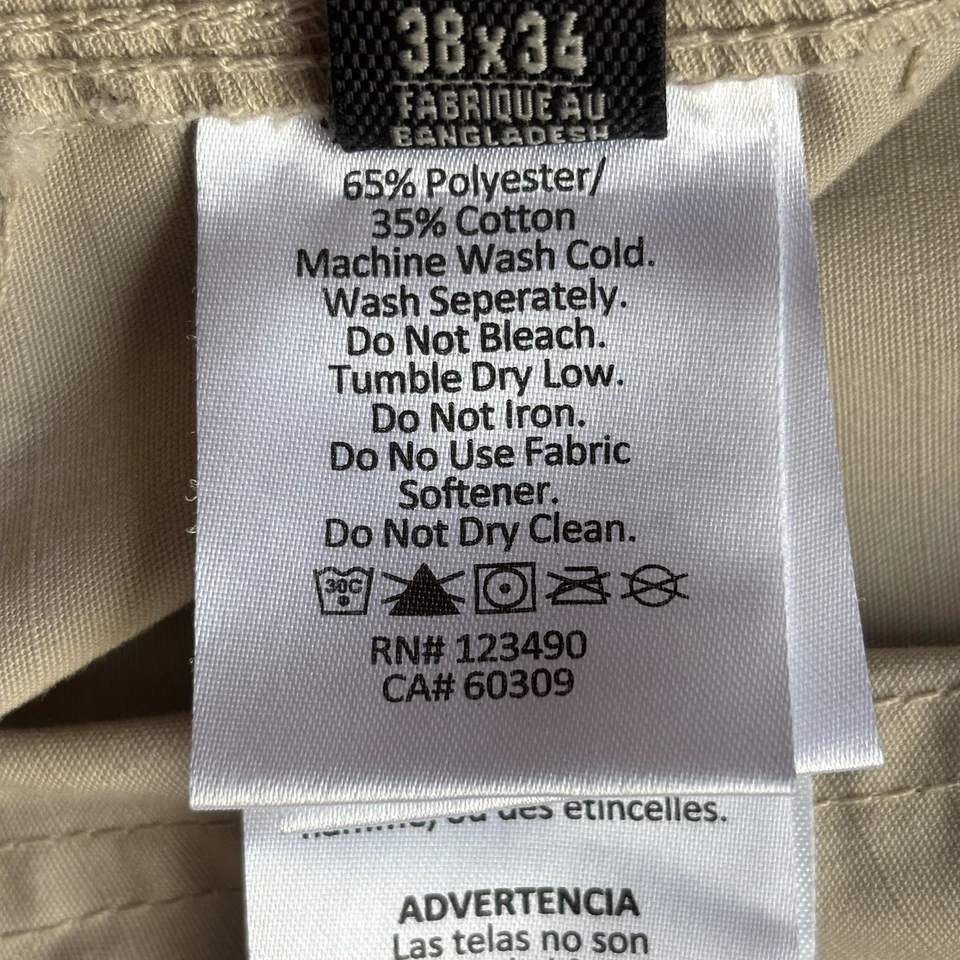 38x34
FABRIQUE AU
BANGLADESH
65% Polyester/
35% Cotton
Machine Wash Cold.
Wash Seperately.
Do Not Bleach.
Tumble Dry Low.
Do Not Iron.
Do No Use Fabric
Softener.
Do Not Dry Clean.
30C
RN# 123490
CA# 60309
ou des étincelles.
ADVERTENCIA
Las telas no son